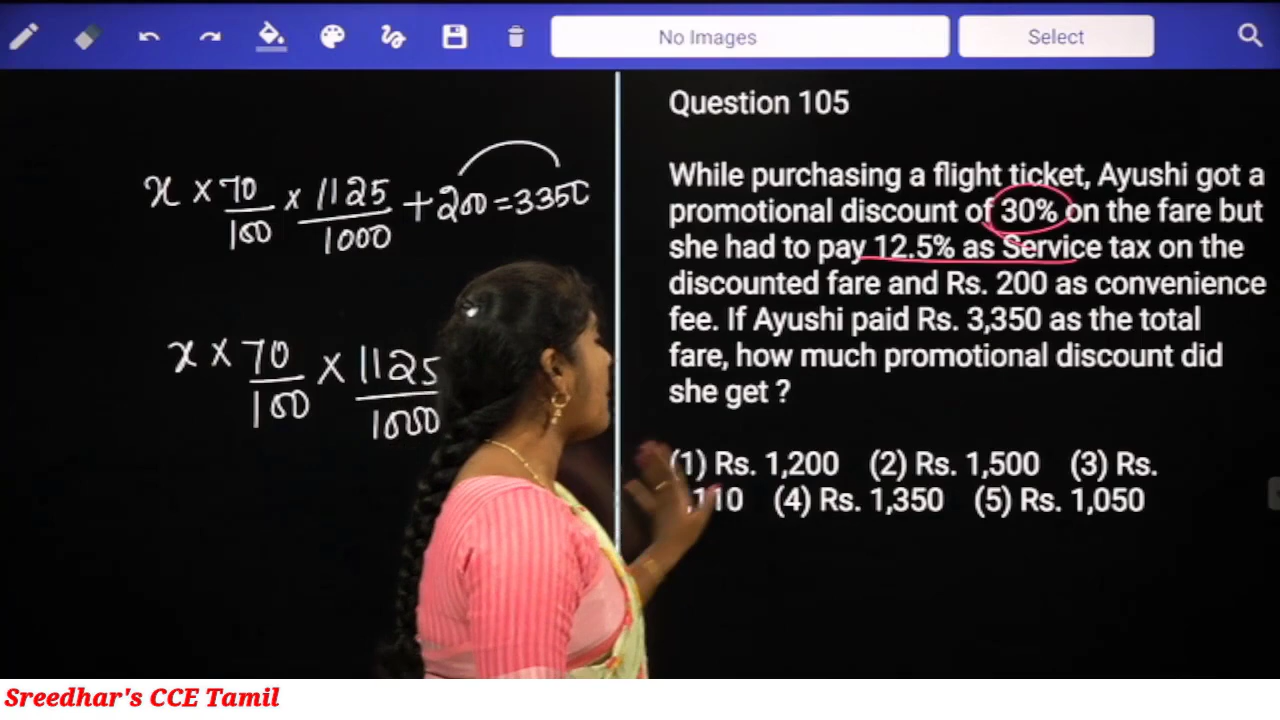 No Images
Select
x × 70/100 × 1125/1000 + 200 = 3350
x × 70/100 × 1125/1000
Question 105
While purchasing a flight ticket, Ayushi got a
promotional discount of 30% on the fare but
she had to pay 12.5% as Service tax on the
discounted fare and Rs. 200 as convenience
fee. If Ayushi paid Rs. 3,350 as the total
fare, how much promotional discount did
she get ?
(1) Rs. 1,200 (2) Rs. 1,500 (3) Rs.
110 (4) Rs. 1,350 (5) Rs. 1,050
Sreedhar's CCE Tamil